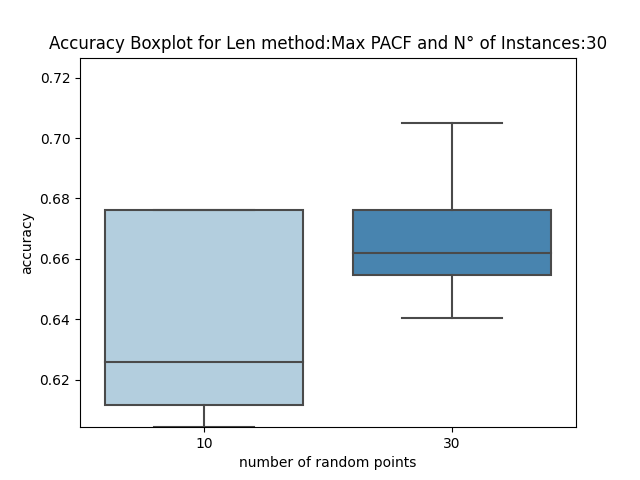 Accuracy Boxplot for Len method:Max PACF and N° of Instances:30
0.72
0.70
0.68
0.66
0.64
0.62
accuracy
10 30
number of random points